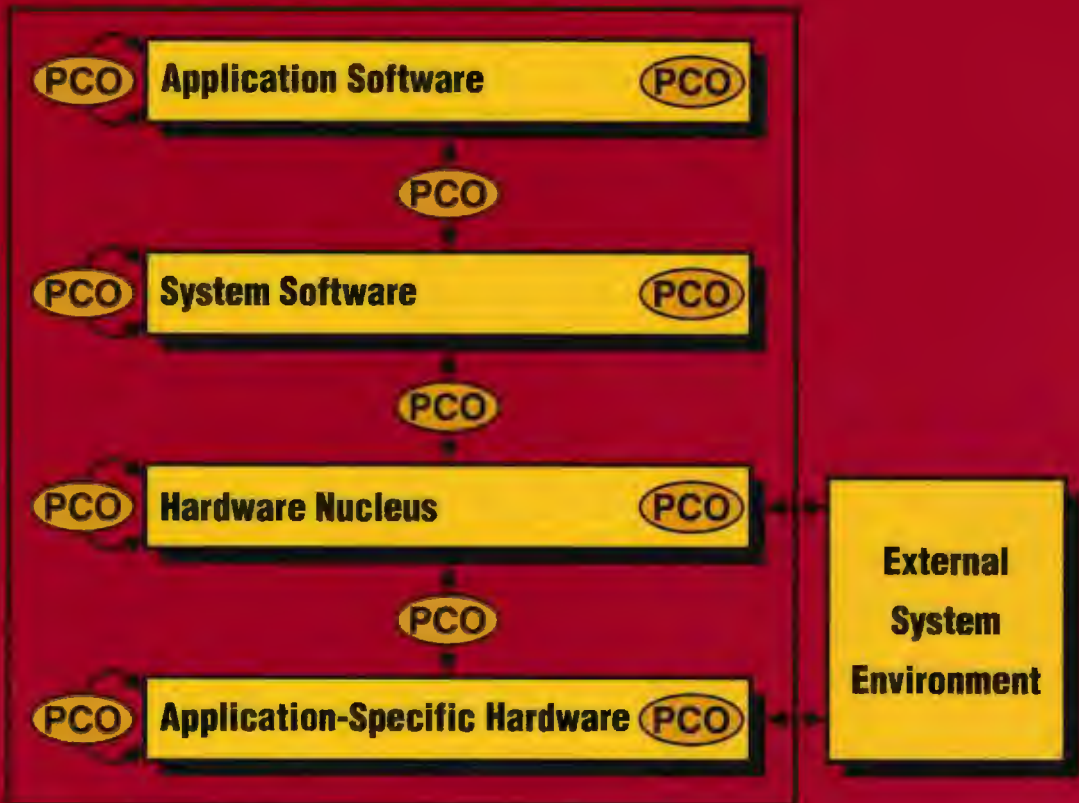 PCO Application Software PCO
PCO
PCO System Software PCO
PCO
PCO Hardware Nucleus PCO
PCO
PCO Application-Specific Hardware PCO
External
System
Environment